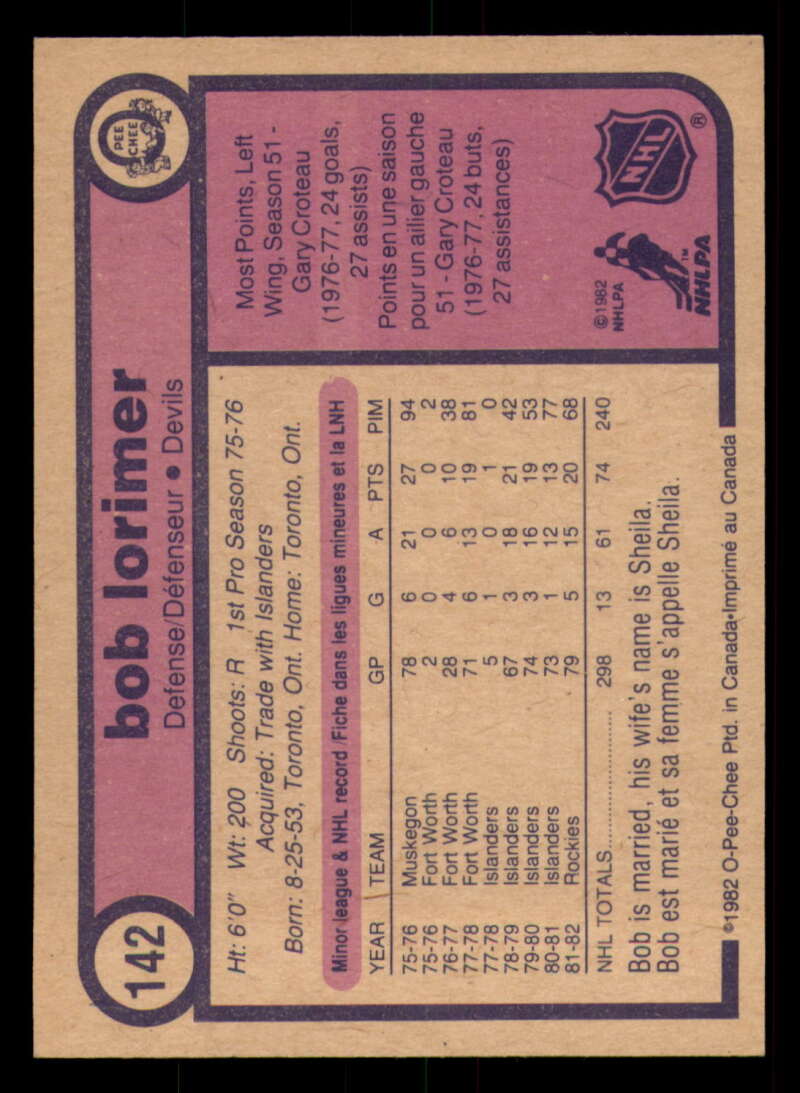 142
bob lorimer
Defense/Défenseur • Devils
O
PEE
CHEE
Ht: 6'0" Wt: 200 Shoots: R 1st Pro Season 75-76
Acquired: Trade with Islanders
Born: 8-25-53, Toronto, Ont. Home: Toronto, Ont.
Minor league & NHL record /Fiche dans les ligues mineures et la LNH
YEAR TEAM GP G A PTS PIM
75-76 Muskegon 78 6 21 27 94
75-76 Fort Worth 2 0 0 0 2
76-77 Fort Worth 28 4 6 10 38
77-78 Fort Worth 71 6 13 19 81
77-78 Islanders 5 1 0 1 0
78-79 Islanders 67 3 18 21 42
79-80 Islanders 74 3 16 19 53
80-81 Islanders 73 1 12 13 77
81-82 Rockies 79 5 15 20 68
NHL TOTALS.................. 298 13 61 74 240
Bob is married, his wife's name is Sheila.
Bob est marié et sa femme s'appelle Sheila.
Most Points, Left
Wing, Season 51 -
Gary Croteau
(1976-77, 24 goals,
27 assists)
Points en une saison
pour un ailier gauche
51 - Gary Croteau
(1976-77, 24 buts,
27 assistances)
©1982
NHLPA
NHLPA™
NHL®
©1982 O-Pee-Chee Ptd. in Canada•Imprimé au Canada